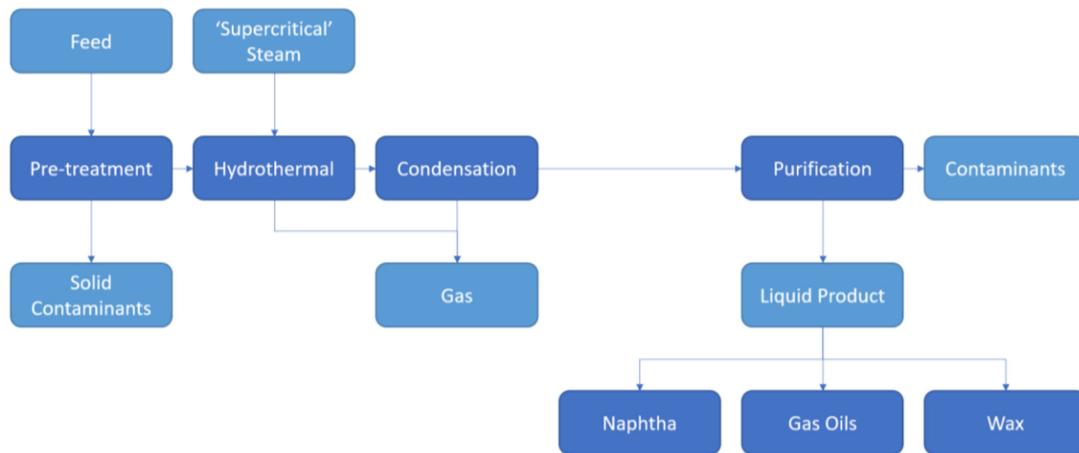 Feed
‘Supercritical’
Steam
Pre-treatment
Hydrothermal
Condensation
Purification
Contaminants
Solid
Contaminants
Gas
Liquid Product
Naphtha
Gas Oils
Wax